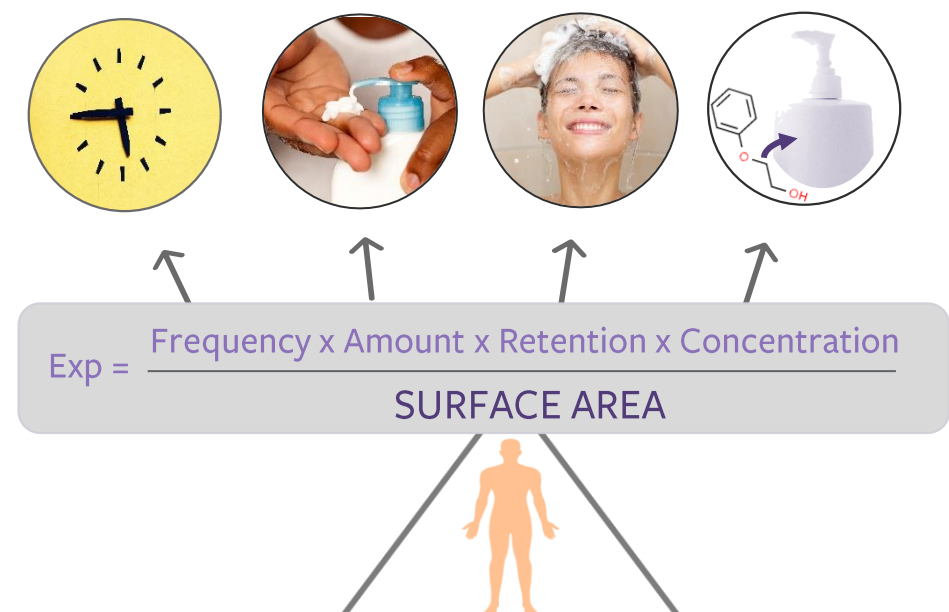 O
OH
Exp =
Frequency x Amount x Retention x Concentration
SURFACE AREA